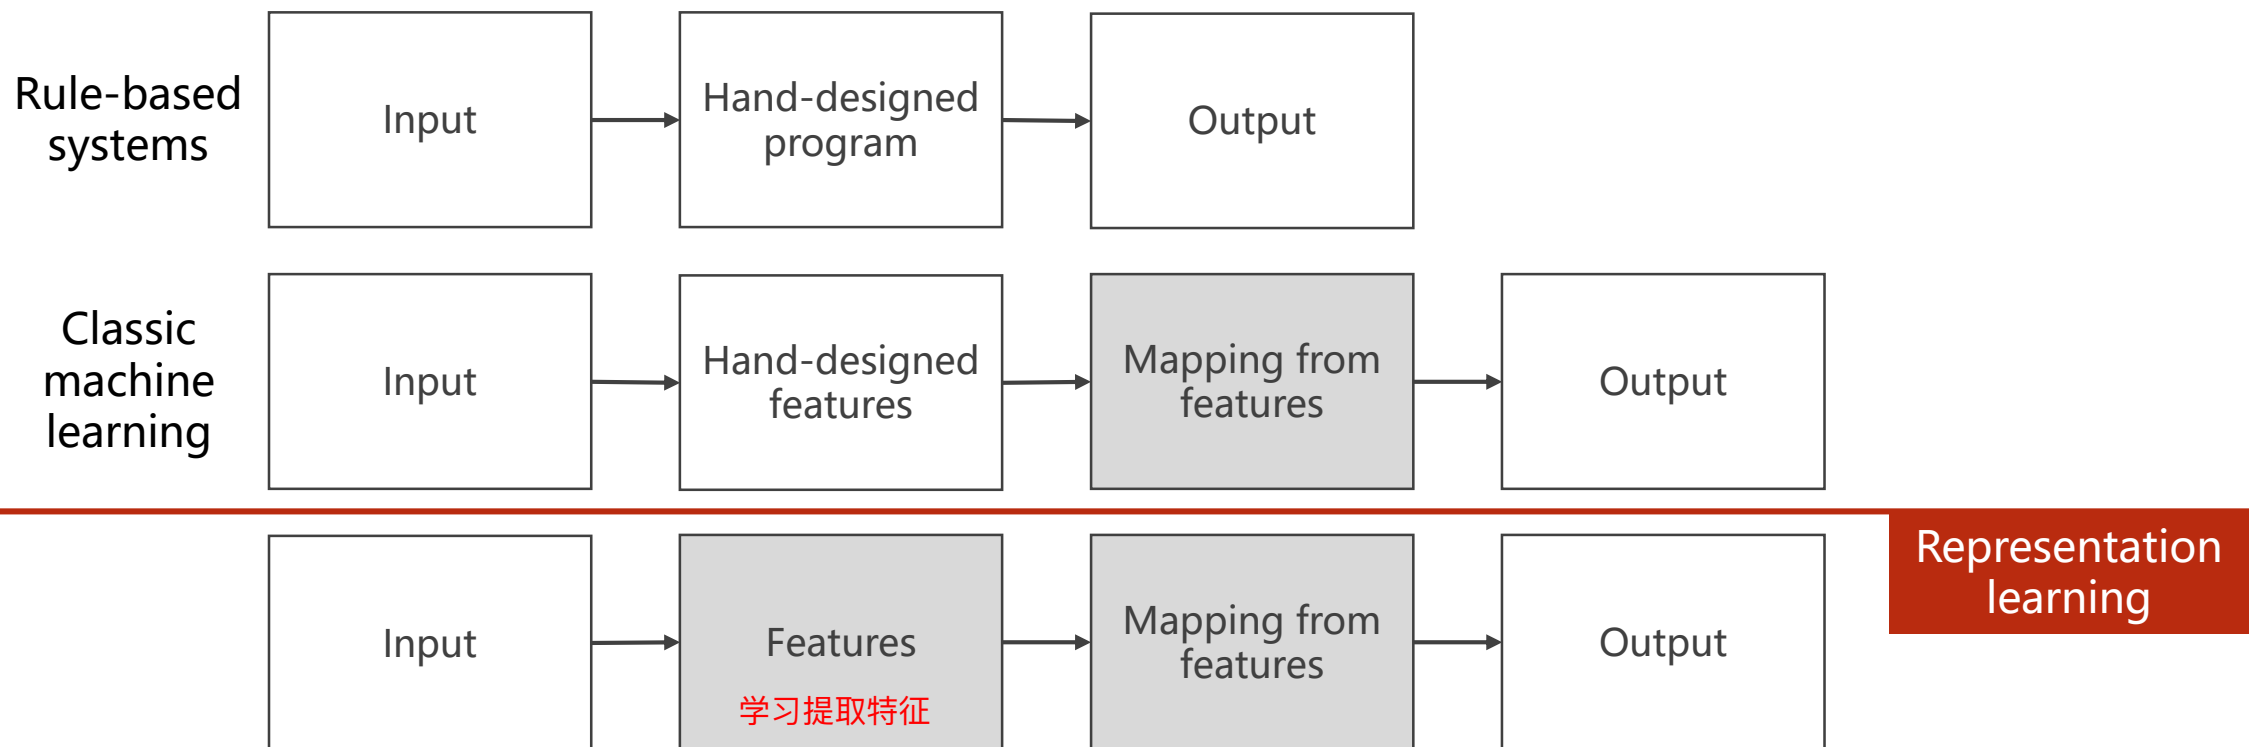 Rule-based
systems
Input
Hand-designed
program
Output
Classic
machine
learning
Input
Hand-designed
features
Mapping from
features
Output
Representation
learning
Input
Features
学习提取特征
Mapping from
features
Output